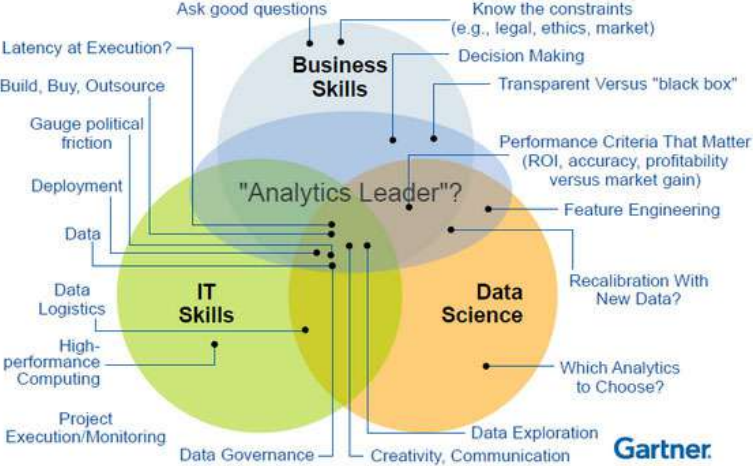 Ask good questions
Know the constraints
(e.g., legal, ethics, market)
Latency at Execution?
Business
Skills
Decision Making
Build, Buy, Outsource
Transparent Versus "black box"
Gauge political
friction
Performance Criteria That Matter
(ROI, accuracy, profitability
versus market gain)
Deployment
"Analytics Leader"?
Feature Engineering
Data
Recalibration With
New Data?
Data
Logistics
IT
Skills
Data
Science
High-
performance
Computing
Which Analytics
to Choose?
Project
Execution/Monitoring
Data Governance
Data Exploration
Creativity, Communication
Gartner